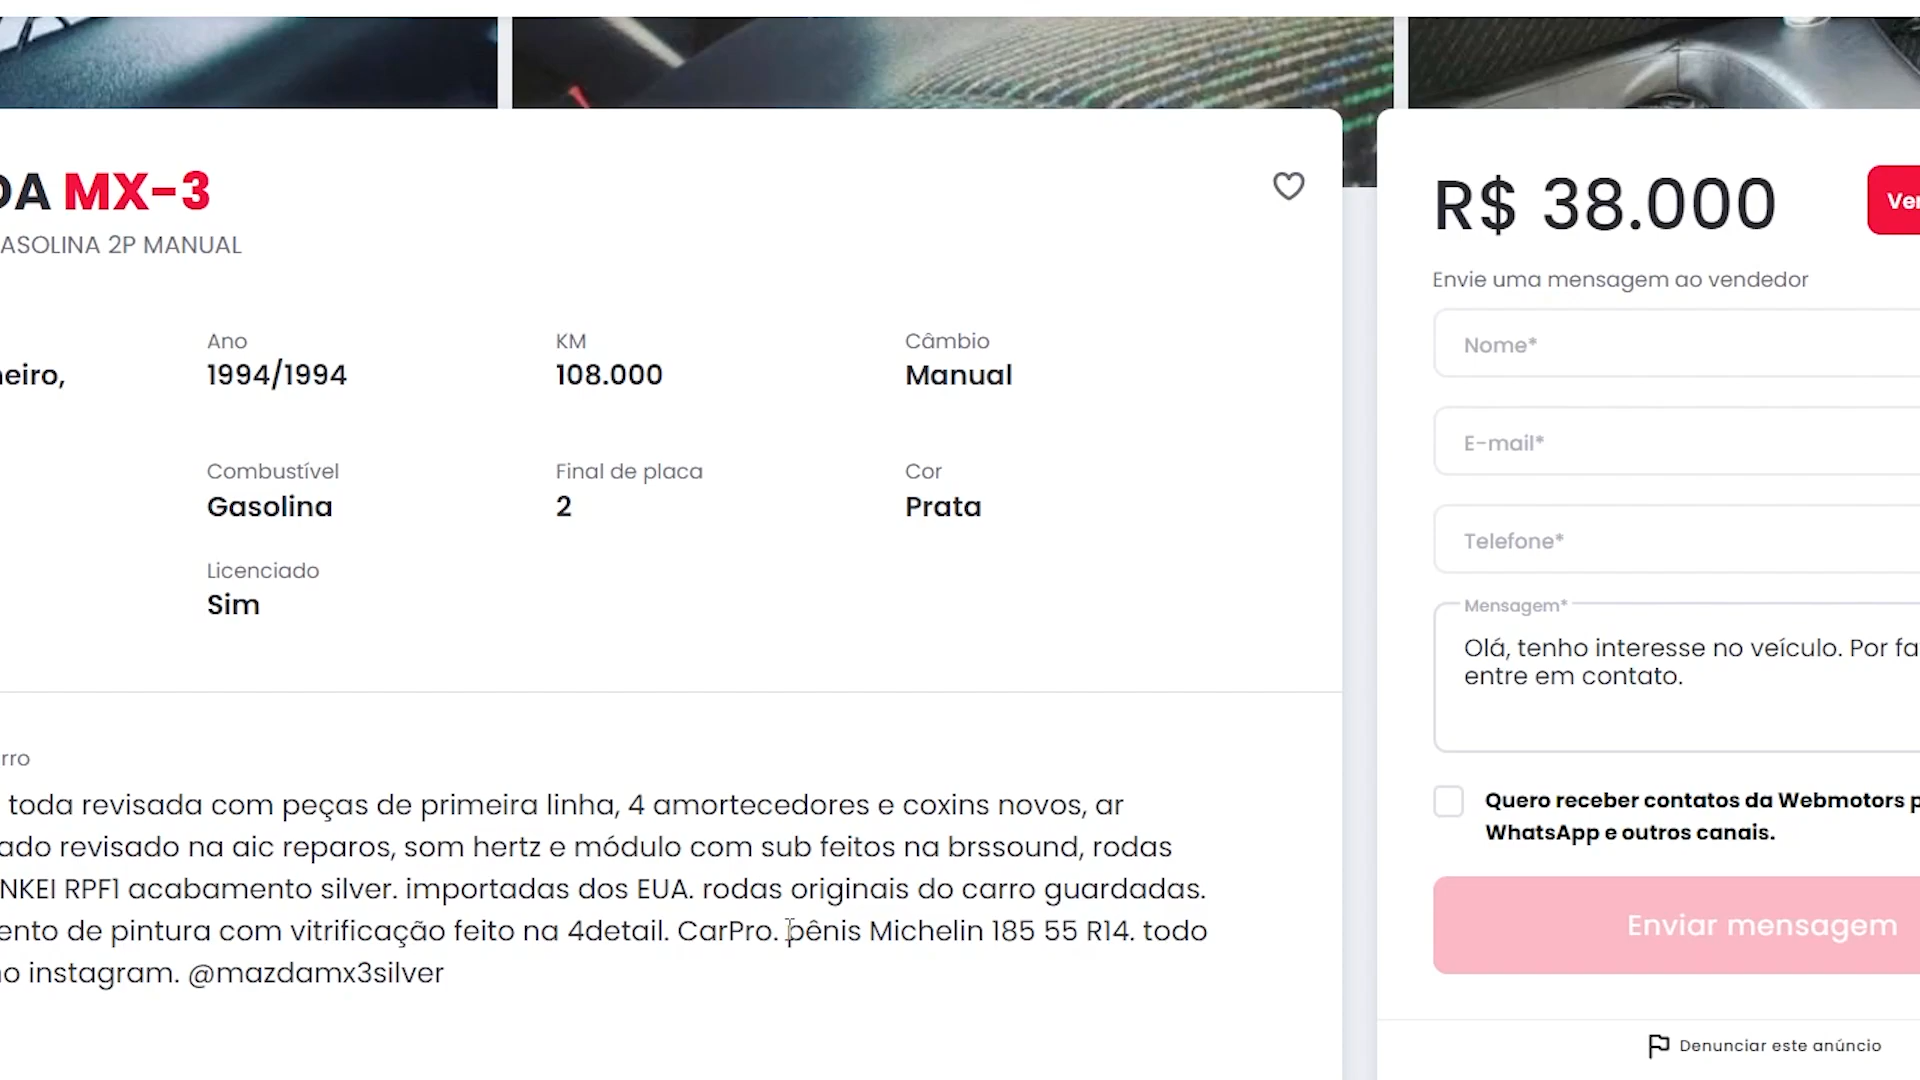 DA MX-3
ASOLINA 2P MANUAL
R$ 38.000
Ver
Envie uma mensagem ao vendedor
Nome*
E-mail*
Telefone*
Mensagem*
Olá, tenho interesse no veículo. Por fa
entre em contato.
Quero receber contatos da Webmotors p
WhatsApp e outros canais.
Enviar mensagem
Denunciar este anúncio
Ano
KM
Câmbio
eiro,
1994/1994
108.000
Manual
Combustível
Final de placa
Cor
Gasolina
2
Prata
Licenciado
Sim
rro
toda revisada com peças de primeira linha, 4 amortecedores e coxins novos, ar
ado revisado na aic reparos, som hertz e módulo com sub feitos na brssound, rodas
NKEI RPF1 acabamento silver. importadas dos EUA. rodas originais do carro guardadas.
ento de pintura com vitrificação feito na 4detail. CarPro. pênis Michelin 185 55 R14. todo
no instagram. @mazdamx3silver